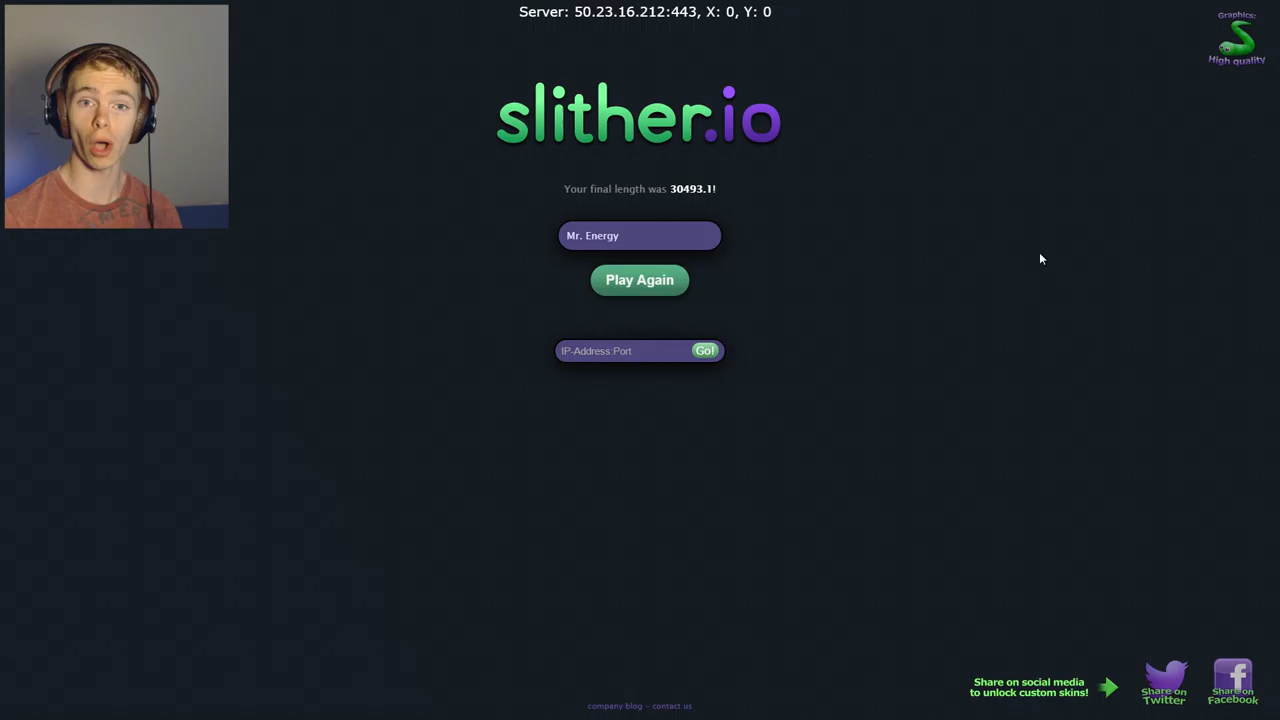 Server: 50.23.16.212:443, X: 0, Y: 0
Graphics:
High quality
slither.io
Your final length was 30493.1!
Mr. Energy
Play Again
IP-Address:Port Go!
Share on social media
to unlock custom skins!
Share on
Twitter
Share on
Facebook
company blog - contact us